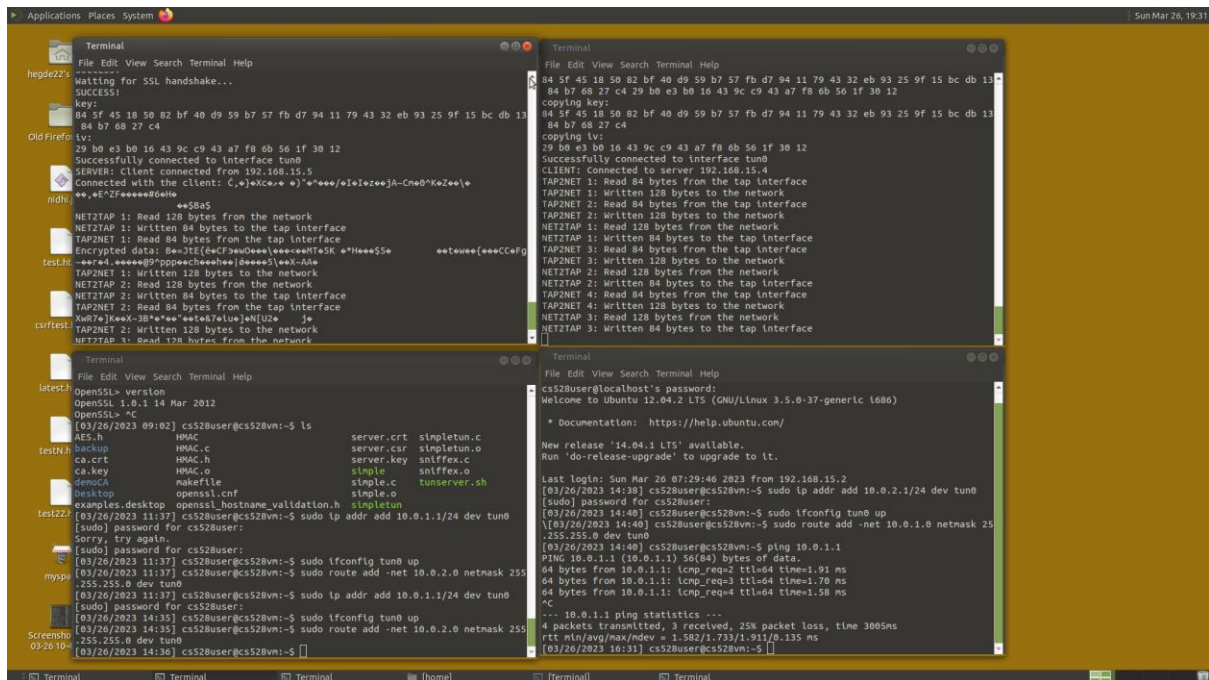 Applications Places System
Sun Mar 26, 19:31
hegde22's
Old Firefo
nidhi.j
test.ht
csrftest.
latest.h
testN.h
test22.h
myspa
Screensho
03-26 10-4
Terminal
File Edit View Search Terminal Help
Waiting for SSL handshake...
SUCCESS!
key:
84 5f 45 18 50 82 bf 40 d9 59 b7 57 fb d7 94 11 79 43 32 eb 93 25 9f 15 bc db 13
84 b7 68 27 c4
iv:
29 b0 e3 b0 16 43 9c c9 43 a7 f8 6b 56 1f 30 12
Successfully connected to interface tun0
SERVER: Client connected from 192.168.15.5
Connected with the client:
NET2TAP 1: Read 128 bytes from the network
NET2TAP 1: Written 84 bytes to the tap interface
TAP2NET 1: Read 84 bytes from the tap interface
Encrypted data:
TAP2NET 1: Written 128 bytes to the network
NET2TAP 2: Read 128 bytes from the network
NET2TAP 2: Written 84 bytes to the tap interface
TAP2NET 2: Read 84 bytes from the tap interface
TAP2NET 2: Written 128 bytes to the network
NET2TAP 3: Read 128 bytes from the network
Terminal
File Edit View Search Terminal Help
84 5f 45 18 50 82 bf 40 d9 59 b7 57 fb d7 94 11 79 43 32 eb 93 25 9f 15 bc db 13
84 b7 68 27 c4 29 b0 e3 b0 16 43 9c c9 43 a7 f8 6b 56 1f 30 12
copying key:
84 5f 45 18 50 82 bf 40 d9 59 b7 57 fb d7 94 11 79 43 32 eb 93 25 9f 15 bc db 13
84 b7 68 27 c4
copying iv:
29 b0 e3 b0 16 43 9c c9 43 a7 f8 6b 56 1f 30 12
Successfully connected to interface tun0
CLIENT: Connected to server 192.168.15.4
TAP2NET 1: Read 84 bytes from the tap interface
TAP2NET 1: Written 128 bytes to the network
TAP2NET 2: Read 84 bytes from the tap interface
TAP2NET 2: Written 128 bytes to the network
NET2TAP 1: Read 128 bytes from the network
NET2TAP 1: Written 84 bytes to the tap interface
TAP2NET 3: Read 84 bytes from the tap interface
TAP2NET 3: Written 128 bytes to the network
NET2TAP 2: Read 128 bytes from the network
NET2TAP 2: Written 84 bytes to the tap interface
TAP2NET 4: Read 84 bytes from the tap interface
TAP2NET 4: Written 128 bytes to the network
NET2TAP 3: Read 128 bytes from the network
NET2TAP 3: Written 84 bytes to the tap interface
Terminal
File Edit View Search Terminal Help
OpenSSL> version
OpenSSL 1.0.1 14 Mar 2012
OpenSSL> ^C
[03/26/2023 09:02] cs528user@cs528vm:~$ ls
AES.h HMAC server.crt simpletun.c
backup HMAC.c server.csr simpletun.o
ca.crt HMAC.h server.key sniffex.c
ca.key HMAC.o simple sniffex.o
demoCA makefile simple.c tunserver.sh
Desktop openssl.cnf simple.o
examples.desktop openssl_hostname_validation.h simpletun
[03/26/2023 11:37] cs528user@cs528vm:~$ sudo ip addr add 10.0.1.1/24 dev tun0
[sudo] password for cs528user:
Sorry, try again.
[sudo] password for cs528user:
[03/26/2023 11:37] cs528user@cs528vm:~$ sudo ifconfig tun0 up
[03/26/2023 11:37] cs528user@cs528vm:~$ sudo route add -net 10.0.2.0 netmask 255
.255.255.0 dev tun0
[03/26/2023 11:37] cs528user@cs528vm:~$ sudo ip addr add 10.0.1.1/24 dev tun0
[sudo] password for cs528user:
[03/26/2023 14:35] cs528user@cs528vm:~$ sudo ifconfig tun0 up
[03/26/2023 14:35] cs528user@cs528vm:~$ sudo route add -net 10.0.2.0 netmask 255
.255.255.0 dev tun0
[03/26/2023 14:36] cs528user@cs528vm:~$
Terminal
File Edit View Search Terminal Help
cs528user@localhost's password:
Welcome to Ubuntu 12.04.2 LTS (GNU/Linux 3.5.0-37-generic i686)
* Documentation: https://help.ubuntu.com/
New release '14.04.1 LTS' available.
Run 'do-release-upgrade' to upgrade to it.
Last login: Sun Mar 26 07:29:46 2023 from 192.168.15.2
[03/26/2023 14:38] cs528user@cs528vm:~$ sudo ip addr add 10.0.2.1/24 dev tun0
[sudo] password for cs528user:
[03/26/2023 14:40] cs528user@cs528vm:~$ sudo ifconfig tun0 up
\[03/26/2023 14:40] cs528user@cs528vm:~$ sudo route add -net 10.0.1.0 netmask 25
.255.255.0 dev tun0
[03/26/2023 14:40] cs528user@cs528vm:~$ ping 10.0.1.1
PING 10.0.1.1 (10.0.1.1) 56(84) bytes of data.
64 bytes from 10.0.1.1: icmp_req=2 ttl=64 time=1.91 ms
64 bytes from 10.0.1.1: icmp_req=3 ttl=64 time=1.70 ms
64 bytes from 10.0.1.1: icmp_req=4 ttl=64 time=1.58 ms
^C
--- 10.0.1.1 ping statistics ---
4 packets transmitted, 3 received, 25% packet loss, time 3005ms
rtt min/avg/max/mdev = 1.582/1.733/1.911/0.135 ms
[03/26/2023 16:31] cs528user@cs528vm:~$
Terminal Terminal Terminal [home] [Terminal] Terminal